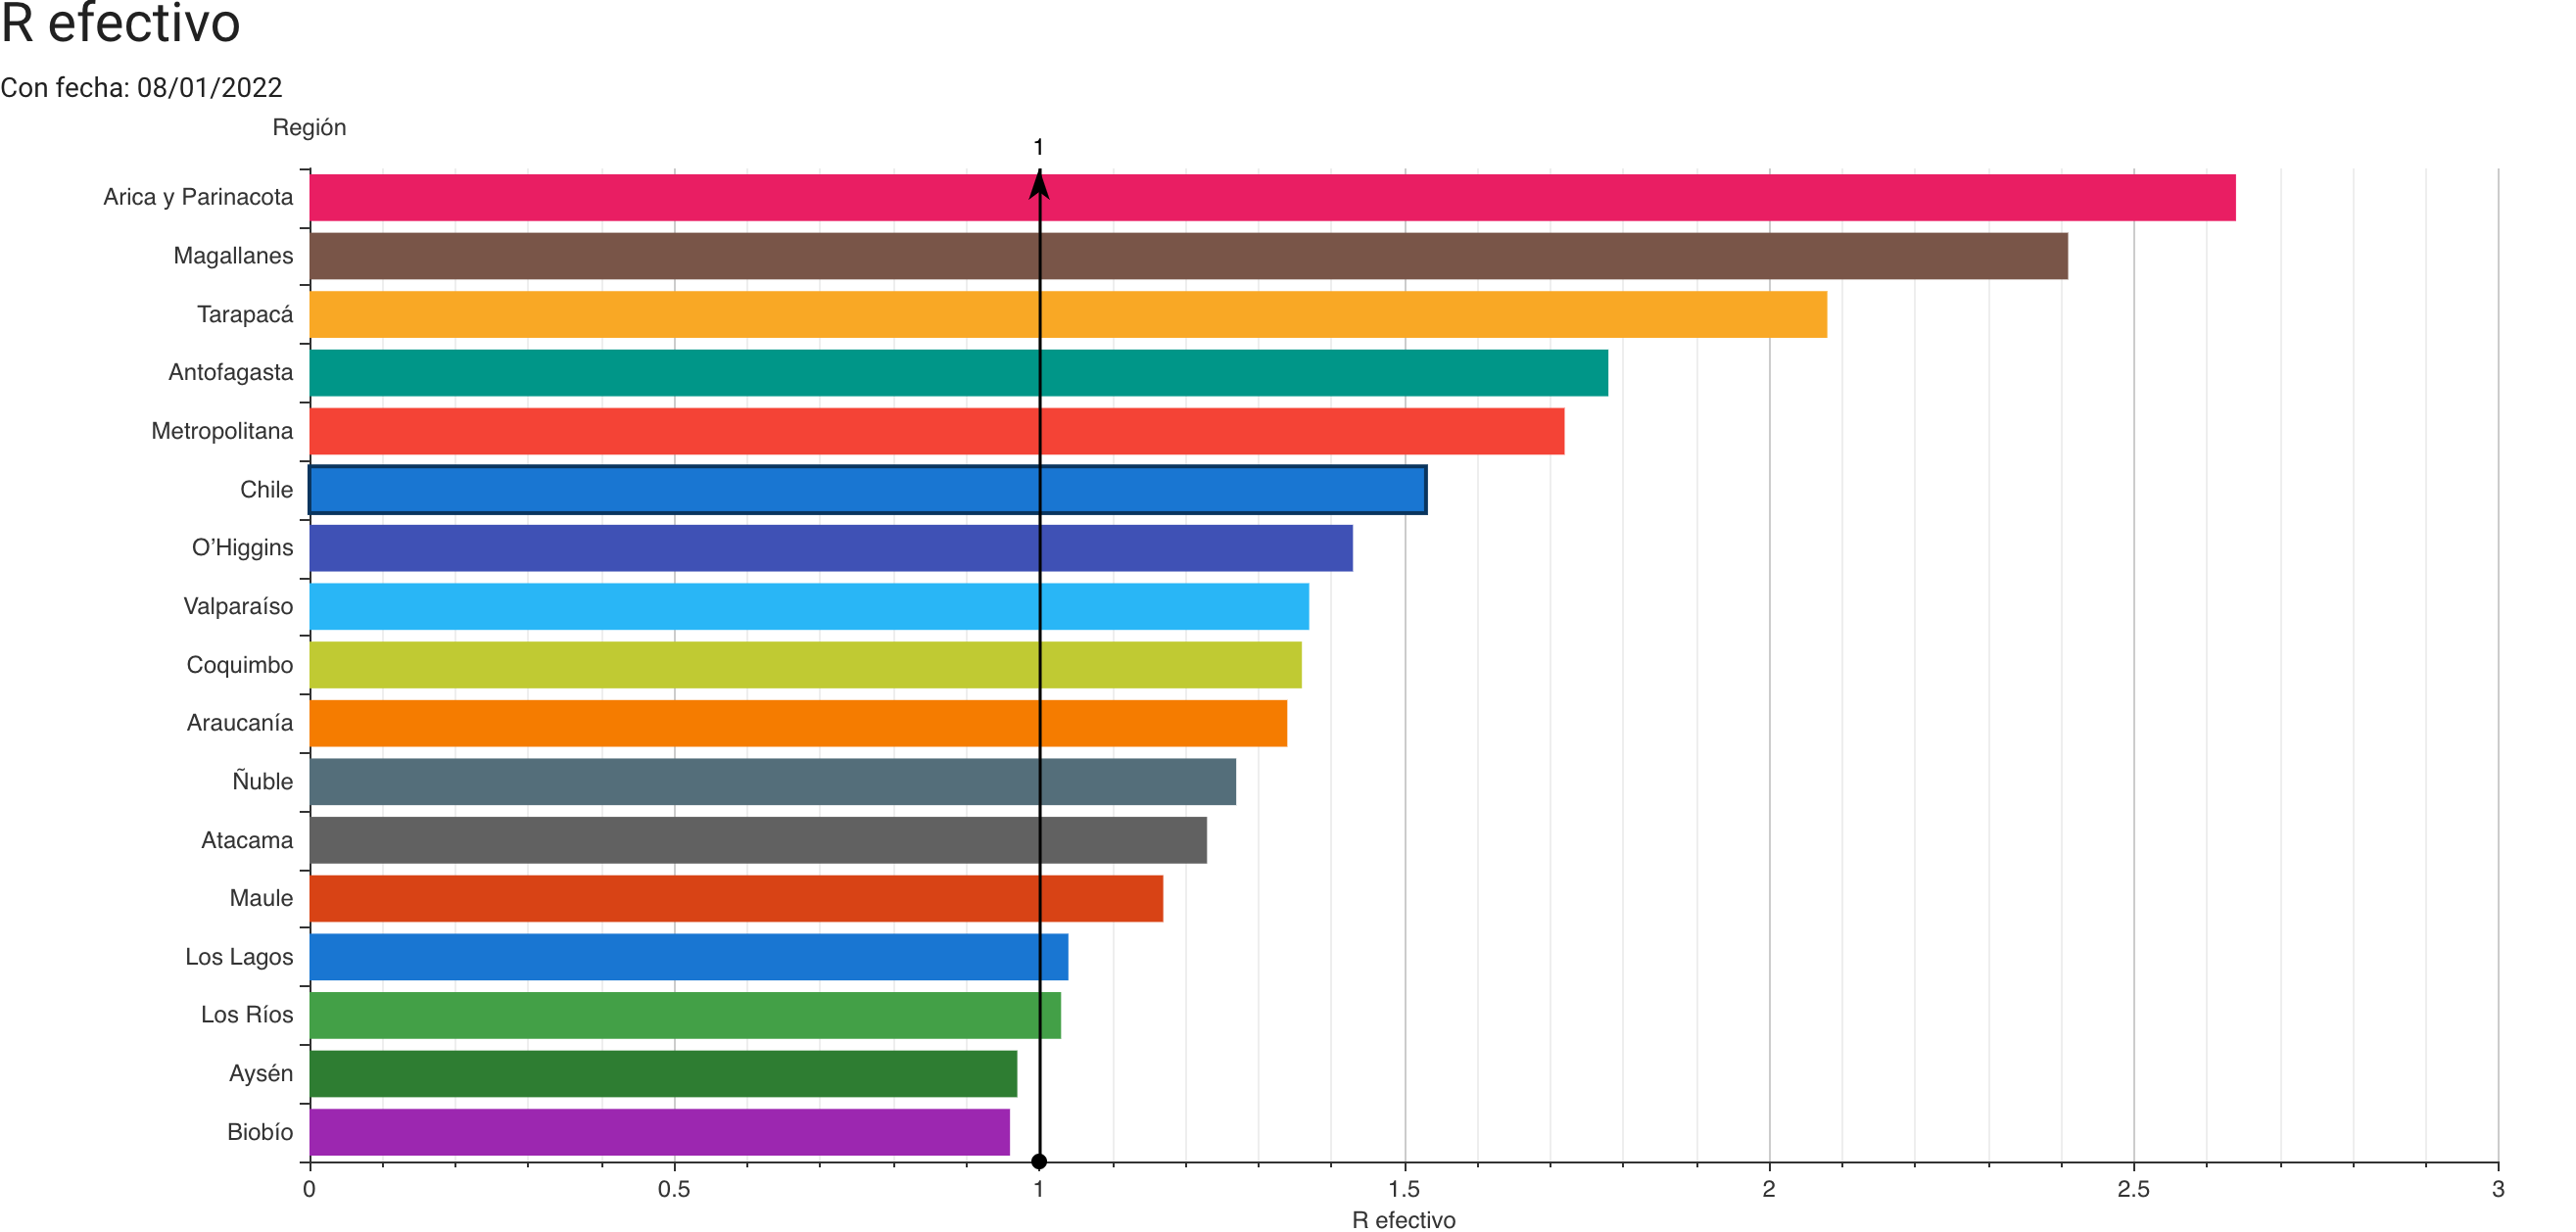 R efectivo
Con fecha: 08/01/2022
Región
1
Arica y Parinacota
Magallanes
Tarapacá
Antofagasta
Metropolitana
Chile
O’Higgins
Valparaíso
Coquimbo
Araucanía
Ñuble
Atacama
Maule
Los Lagos
Los Ríos
Aysén
Biobío
0 0.5 1 1.5 2 2.5 3
R efectivo